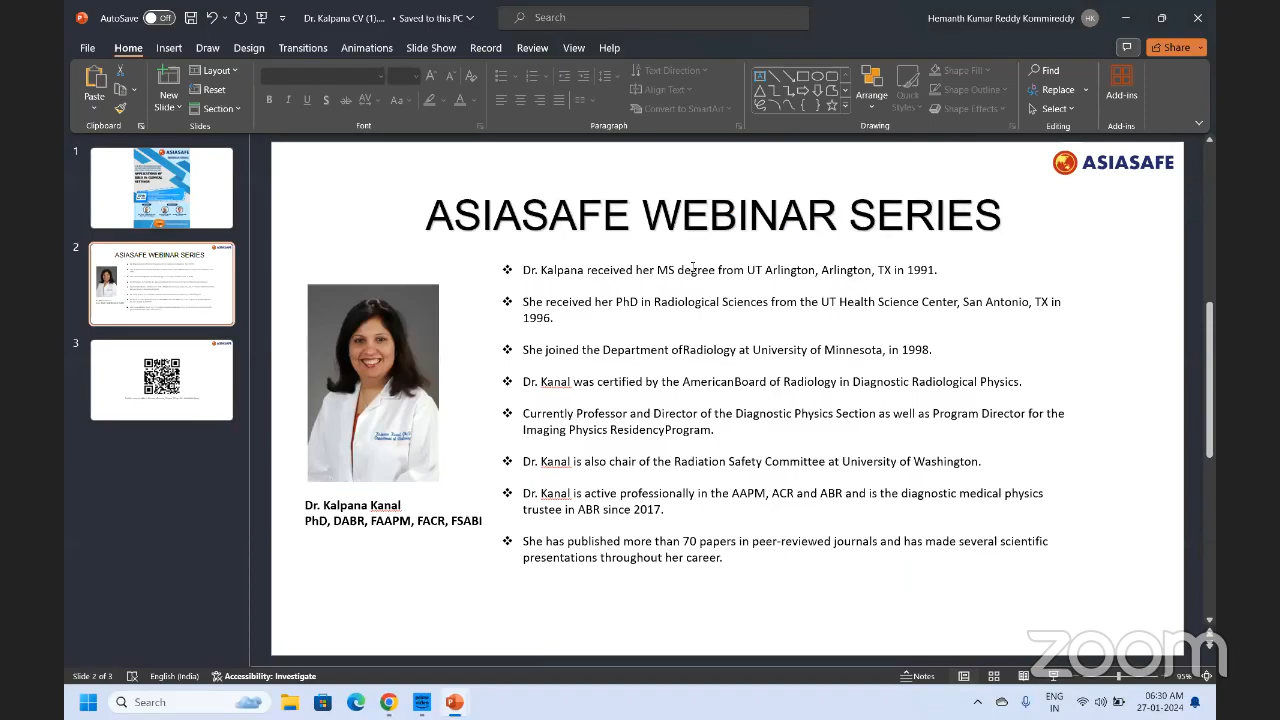 AutoSave Off Dr. Kalpana CV (1).... • Saved to this PC Search Hemanth Kumar Reddy Kommireddy HK
File Home Insert Draw Design Transitions Animations Slide Show Record Review View Help Share
Paste New Slide Layout Reset Section
B I U S ab AV Aa A
Text Direction Align Text Convert to SmartArt
Arrange Quick Styles Shape Fill Shape Outline Shape Effects
Find Replace Select Add-ins
Clipboard Slides Font Paragraph Drawing Editing Add-ins
1
ASIASAFE
2
ASIASAFE WEBINAR SERIES
3
ASIASAFE
ASIASAFE WEBINAR SERIES
❖ Dr. Kalpana received her MS degree from UT Arlington, Arlington, TX in 1991.
❖ She received her PhD in Radiological Sciences from the UT Health Science Center, San Antonio, TX in
1996.
❖ She joined the Department ofRadiology at University of Minnesota, in 1998.
❖ Dr. Kanal was certified by the AmericanBoard of Radiology in Diagnostic Radiological Physics.
❖ Currently Professor and Director of the Diagnostic Physics Section as well as Program Director for the
Imaging Physics ResidencyProgram.
❖ Dr. Kanal is also chair of the Radiation Safety Committee at University of Washington.
❖ Dr. Kanal is active professionally in the AAPM, ACR and ABR and is the diagnostic medical physics
trustee in ABR since 2017.
❖ She has published more than 70 papers in peer-reviewed journals and has made several scientific
presentations throughout her career.
Dr. Kalpana Kanal
PhD, DABR, FAAPM, FACR, FSABI
zoom
Slide 2 of 3 English (India) Accessibility: Investigate Notes 95%
Search ENG IN 06:30 AM 27-01-2024